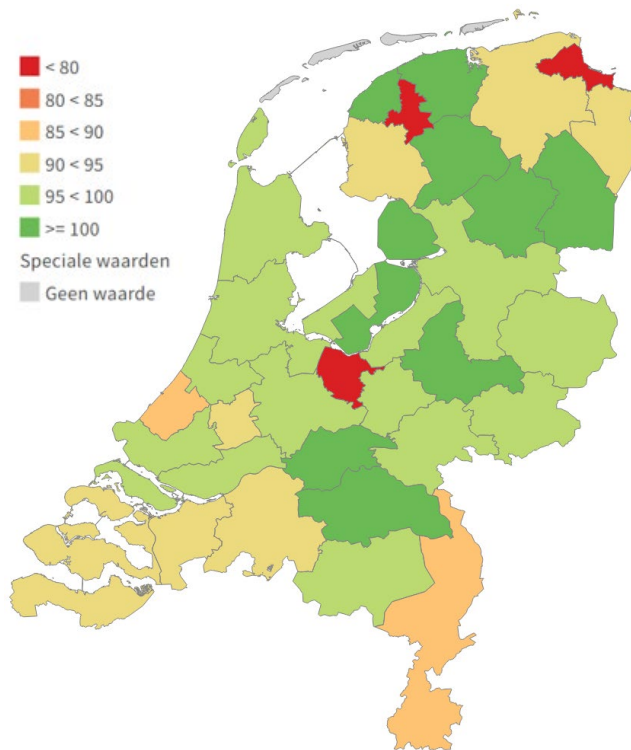 < 80
80 < 85
85 < 90
90 < 95
95 < 100
>= 100
Speciale waarden
Geen waarde